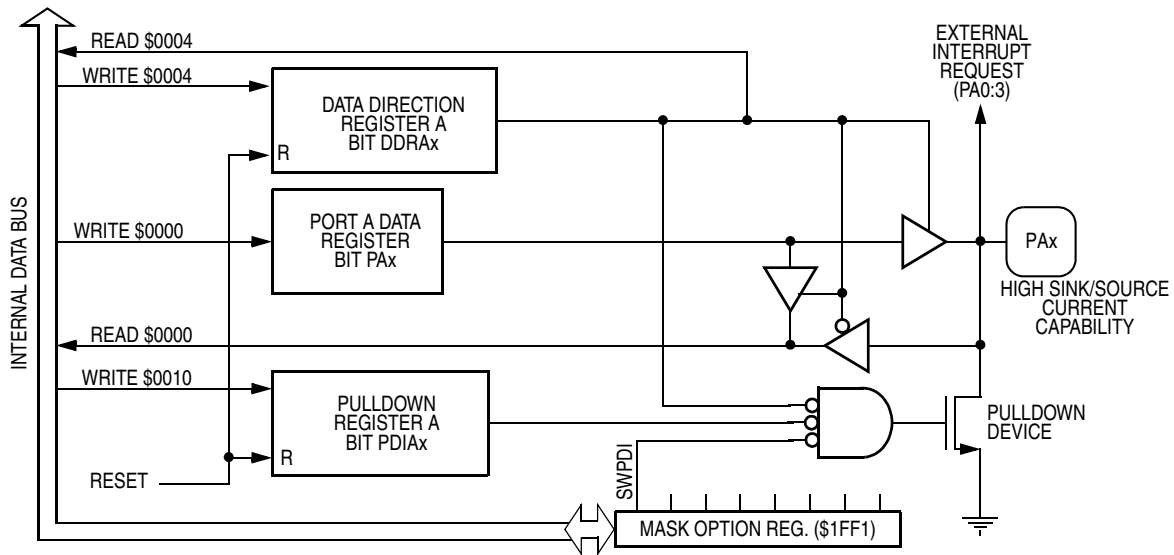 READ $0004
WRITE $0004
DATA DIRECTION
REGISTER A
BIT DDRAx
R
EXTERNAL
INTERRUPT
REQUEST
(PA0:3)
INTERNAL DATA BUS
WRITE $0000
PORT A DATA
REGISTER
BIT PAx
PAx
HIGH SINK/SOURCE
CURRENT
CAPABILITY
READ $0000
WRITE $0010
PULLDOWN
REGISTER A
BIT PDIAx
R
PULLDOWN
DEVICE
RESET
SWPDI
MASK OPTION REG. ($1FF1)